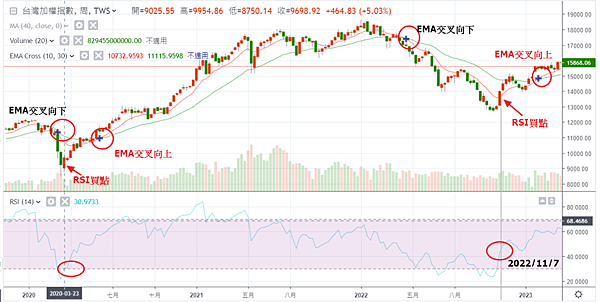 台灣加權指數, 周, TWS 開=9025.55 高=9954.86 低=8750.14 收=9698.92 +464.83 (+5.03%)
MA (40, close, 0)
Volume (20) 829455000000.00 不適用
EMA Cross (10, 30) 10732.9593 11115.9598 不適用
EMA交叉向下
EMA交叉向上
EMA交叉向下
EMA交叉向上
RSI買點
RSI買點
19000.00
18000.00
17000.00
15868.06
15000.00
14000.00
13000.00
12000.00
11000.00
10000.00
9000.00
8000.00
RSI (14) 30.9733
80.0000
68.4686
60.0000
40.0000
20.0000
0.0000
2022/11/7
2020 2020-03-23 七月 十月 2021 五月 八月 2022 五月 八月 2023